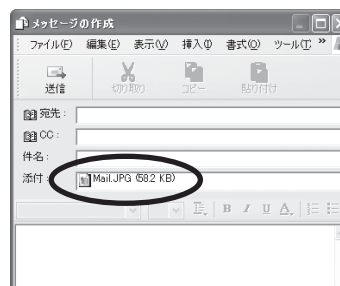 メッセージの作成
ファイル(F) 編集(E) 表示(V) 挿入(I) 書式(O) ツール(T) »
送信 切り取り コピー 貼り付け
宛先:
CC:
件名:
添付: Mail.JPG (58.2 KB)
B I U A